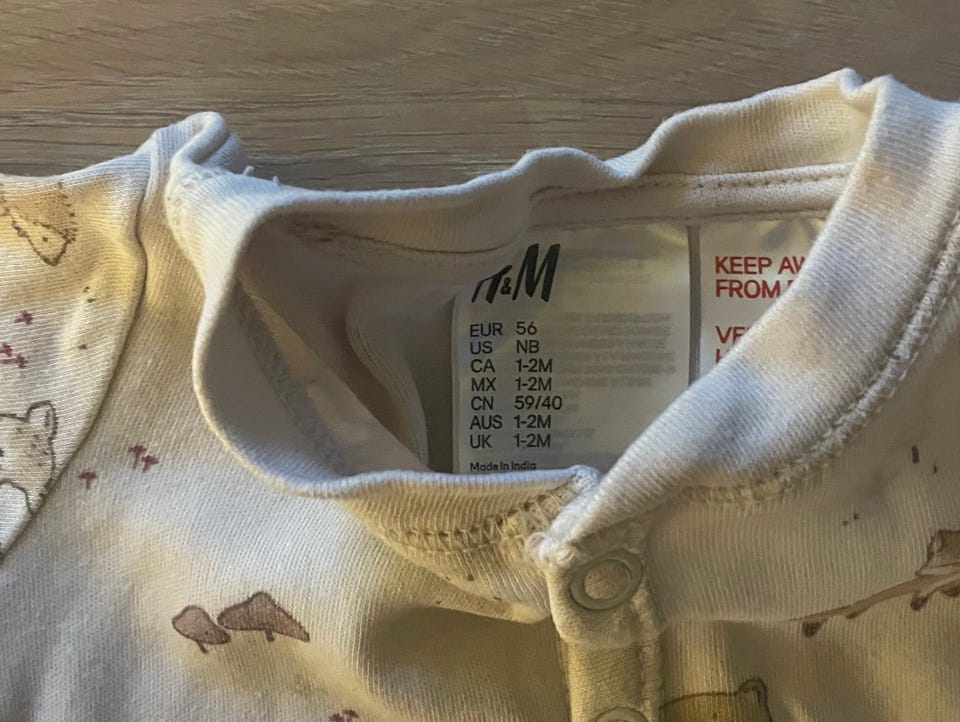 H&M
EUR 56
US NB
CA 1-2M
MX 1-2M
CN 59/40
AUS 1-2M
UK 1-2M
Made in India
KEEP
FROM